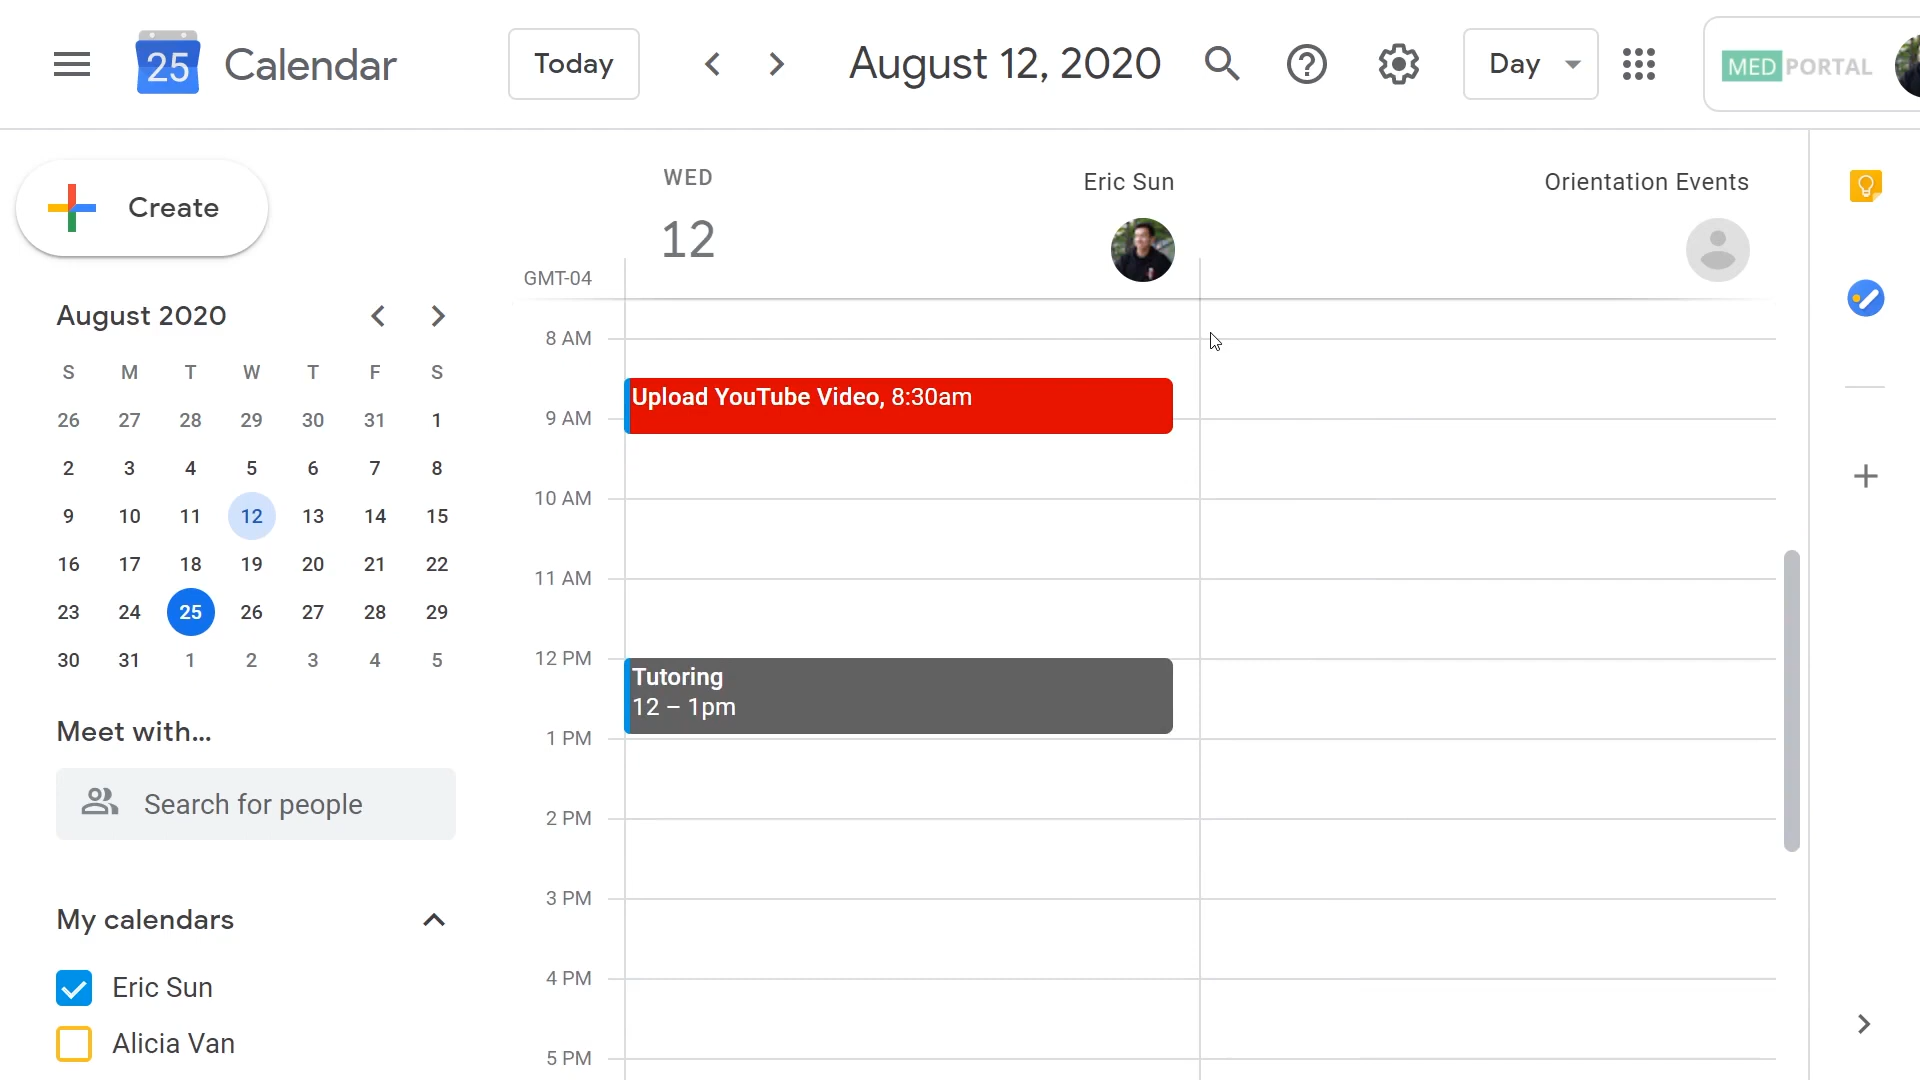 25 Calendar
Today
August 12, 2020
Day
MED PORTAL
Create
August 2020
S M T W T F S
26 27 28 29 30 31 1
2 3 4 5 6 7 8
9 10 11 12 13 14 15
16 17 18 19 20 21 22
23 24 25 26 27 28 29
30 31 1 2 3 4 5
Meet with...
Search for people
My calendars
Eric Sun
Alicia Van
WED
12
Eric Sun
Orientation Events
GMT-04
8 AM
Upload YouTube Video, 8:30am
9 AM
10 AM
11 AM
12 PM
Tutoring
12 – 1pm
1 PM
2 PM
3 PM
4 PM
5 PM